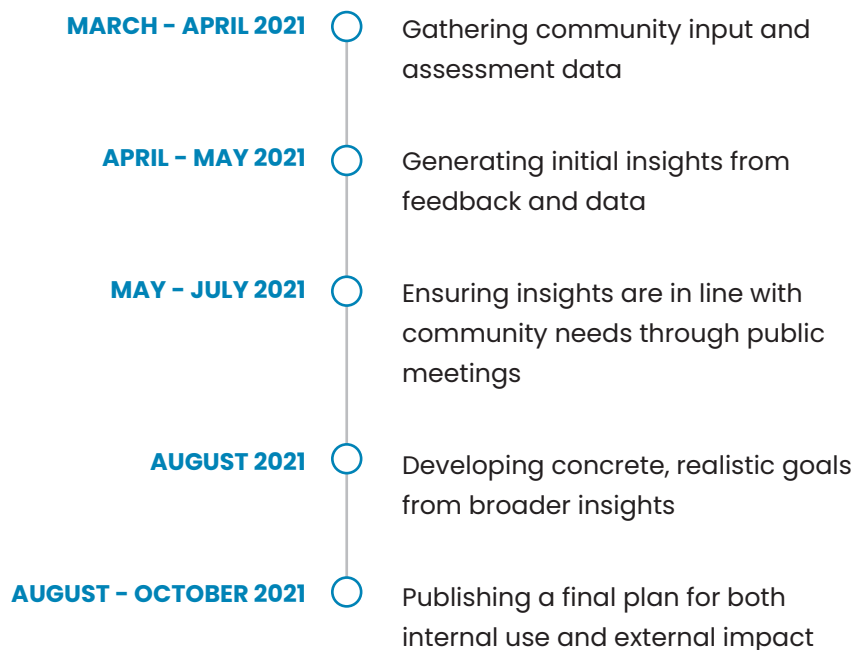 MARCH – APRIL 2021
Gathering community input and
assessment data
APRIL – MAY 2021
Generating initial insights from
feedback and data
MAY – JULY 2021
Ensuring insights are in line with
community needs through public
meetings
AUGUST 2021
Developing concrete, realistic goals
from broader insights
AUGUST – OCTOBER 2021
Publishing a final plan for both
internal use and external impact